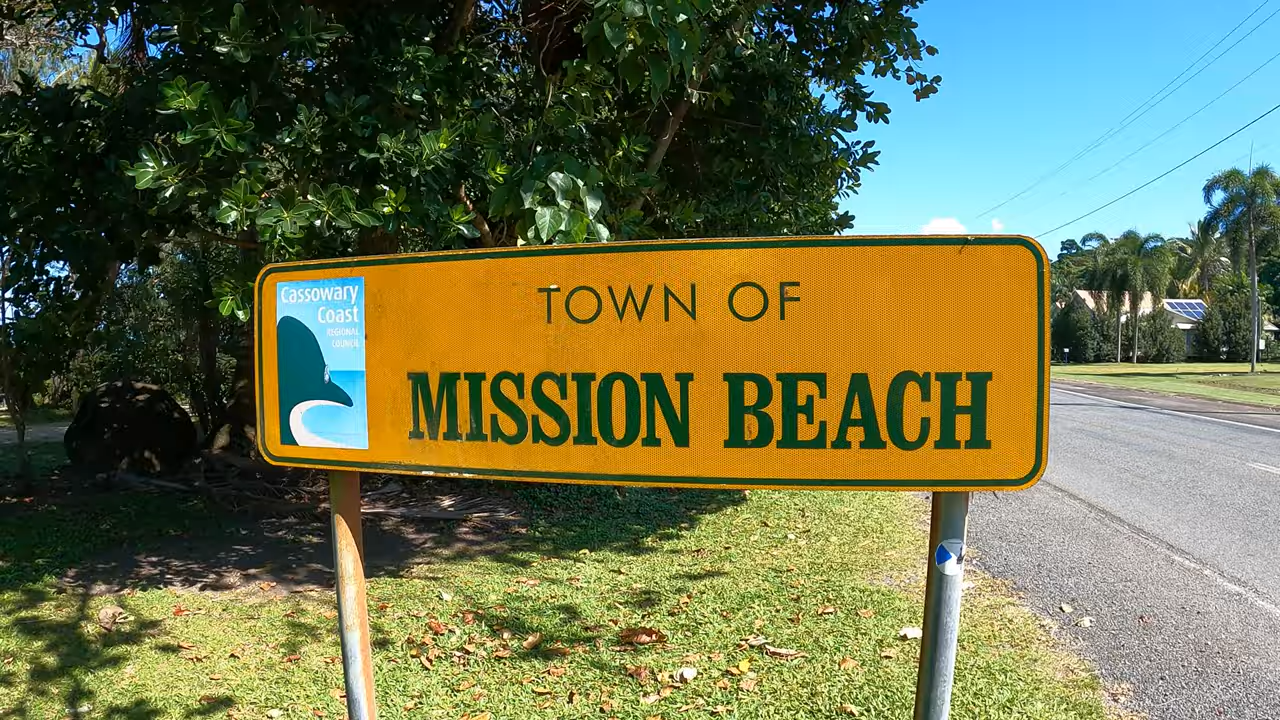 Cassowary
Coast
REGIONAL
COUNCIL
TOWN OF
MISSION BEACH